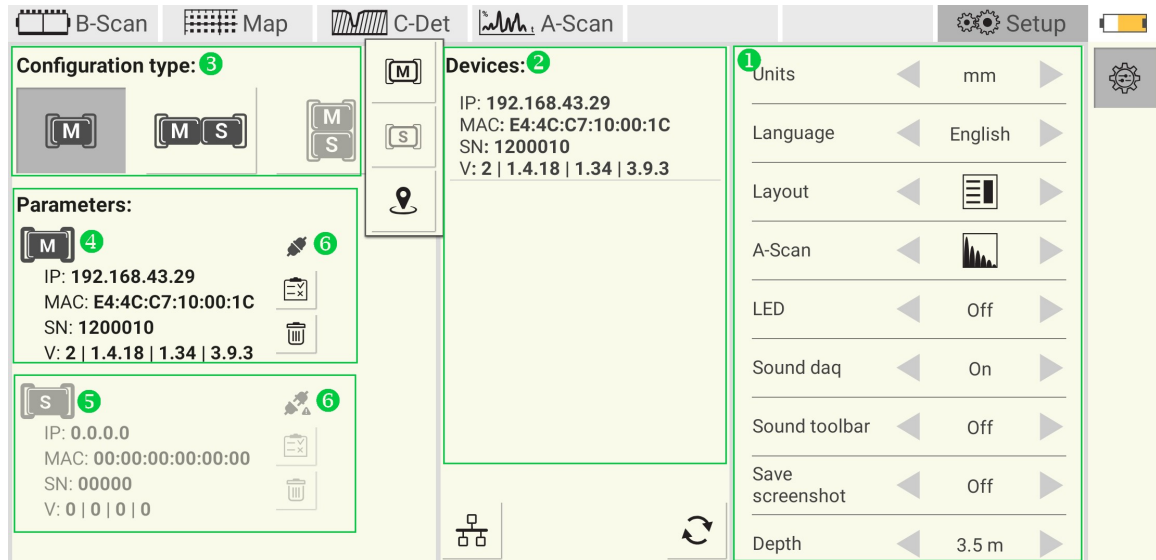 B-Scan
Map
C-Det
A-Scan
Setup
Configuration type: 3
M
M S
M
S
M
S
Parameters:
M 4 6
IP: 192.168.43.29
MAC: E4:4C:C7:10:00:1C
SN: 1200010
V: 2 | 1.4.18 | 1.34 | 3.9.3
S 5 6
IP: 0.0.0.0
MAC: 00:00:00:00:00:00
SN: 00000
V: 0 | 0 | 0 | 0
Devices: 2
IP: 192.168.43.29
MAC: E4:4C:C7:10:00:1C
SN: 1200010
V: 2 | 1.4.18 | 1.34 | 3.9.3
1
Units mm
Language English
Layout
A-Scan
LED Off
Sound daq On
Sound toolbar Off
Save
screenshot Off
Depth 3.5 m